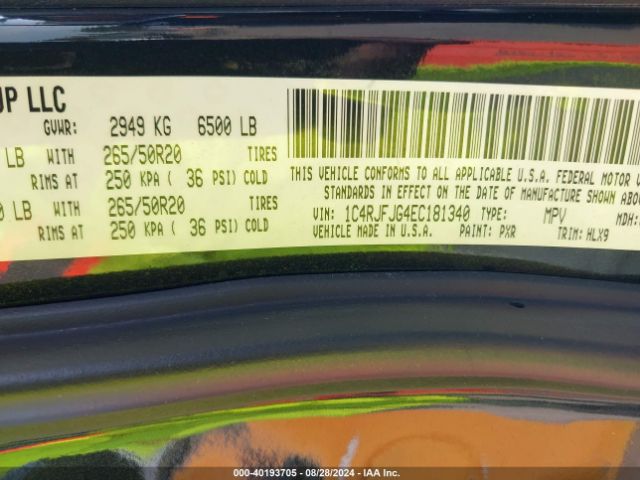 UP LLC
GVWR: 2949 KG 6500 LB
LB WITH 265/50R20 TIRES
RIMS AT 250 KPA ( 36 PSI) COLD
LB WITH 265/50R20 TIRES
RIMS AT 250 KPA ( 36 PSI) COLD
THIS VEHICLE CONFORMS TO ALL APPLICABLE U.S.A. FEDERAL MOTOR
STANDARDS IN EFFECT ON THE DATE OF MANUFACTURE SHOWN ABOV
VIN: 1C4RJFJG4EC181340 TYPE: MPV MDH:
VEHICLE MADE IN U.S.A. PAINT: PXR TRIM: HLX9
000-40193705 - 08/28/2024 - IAA Inc.